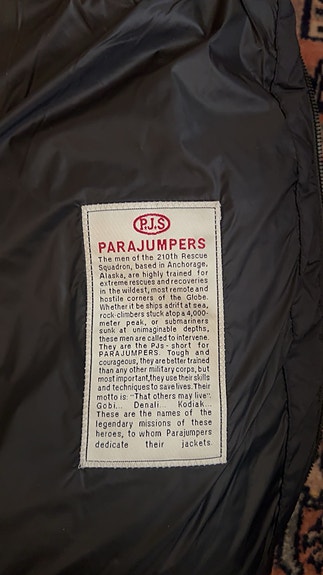 P.J.S
PARAJUMPERS
The men of the 210th Rescue
Squadron, based in Anchorage,
Alaska, are highly trained for
extreme rescues and recoveries
in the wildest, most remote and
hostile corners of the Globe.
Whether it be ships adrift at sea,
rock-climbers stuck atop a 4,000-
meter peak, or submariners
sunk at unimaginable depths,
these men are called to intervene.
They are the PJs - short for
PARAJUMPERS. Tough and
courageous, they are better trained
than any other military corps, but
most important,they use their skills
and techniques to save lives. Their
motto is: "That others may live".
Gobi... Denali... Kodiak...
These are the names of the
legendary missions of these
heroes, to whom Parajumpers
dedicate their jackets.